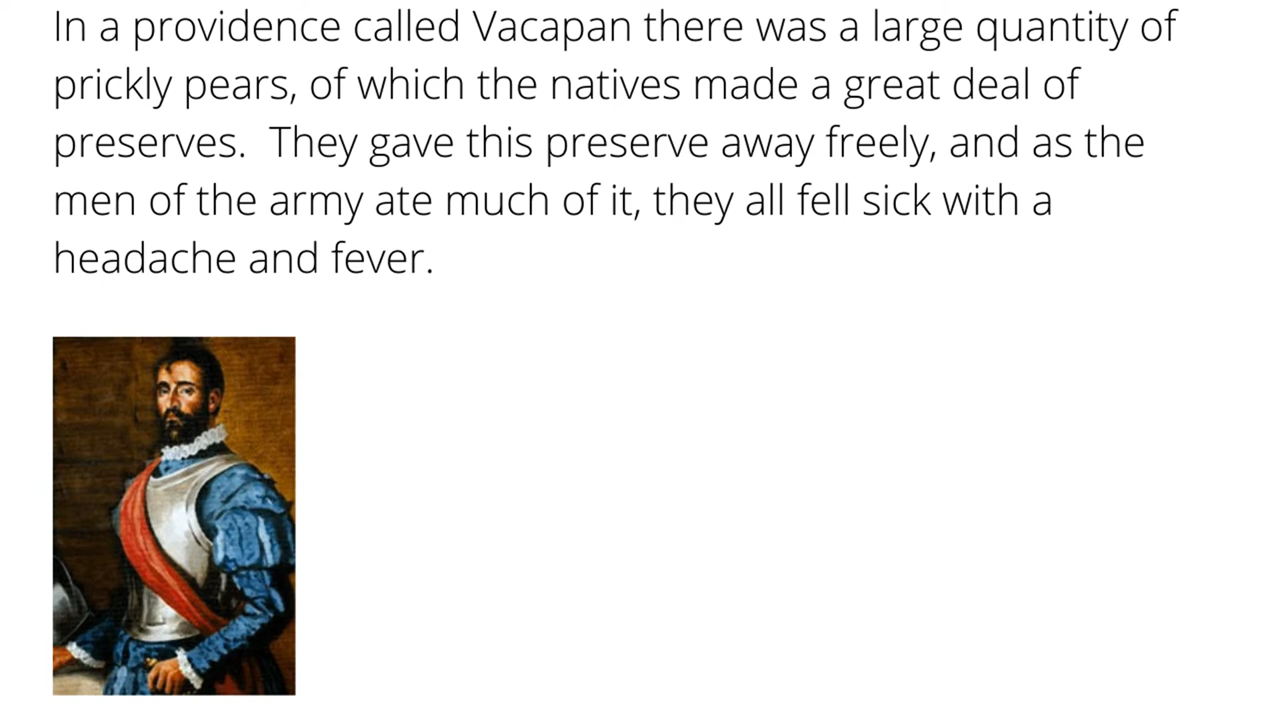 In a providence called Vacapan there was a large quantity of
prickly pears, of which the natives made a great deal of
preserves.  They gave this preserve away freely, and as the
men of the army ate much of it, they all fell sick with a
headache and fever.